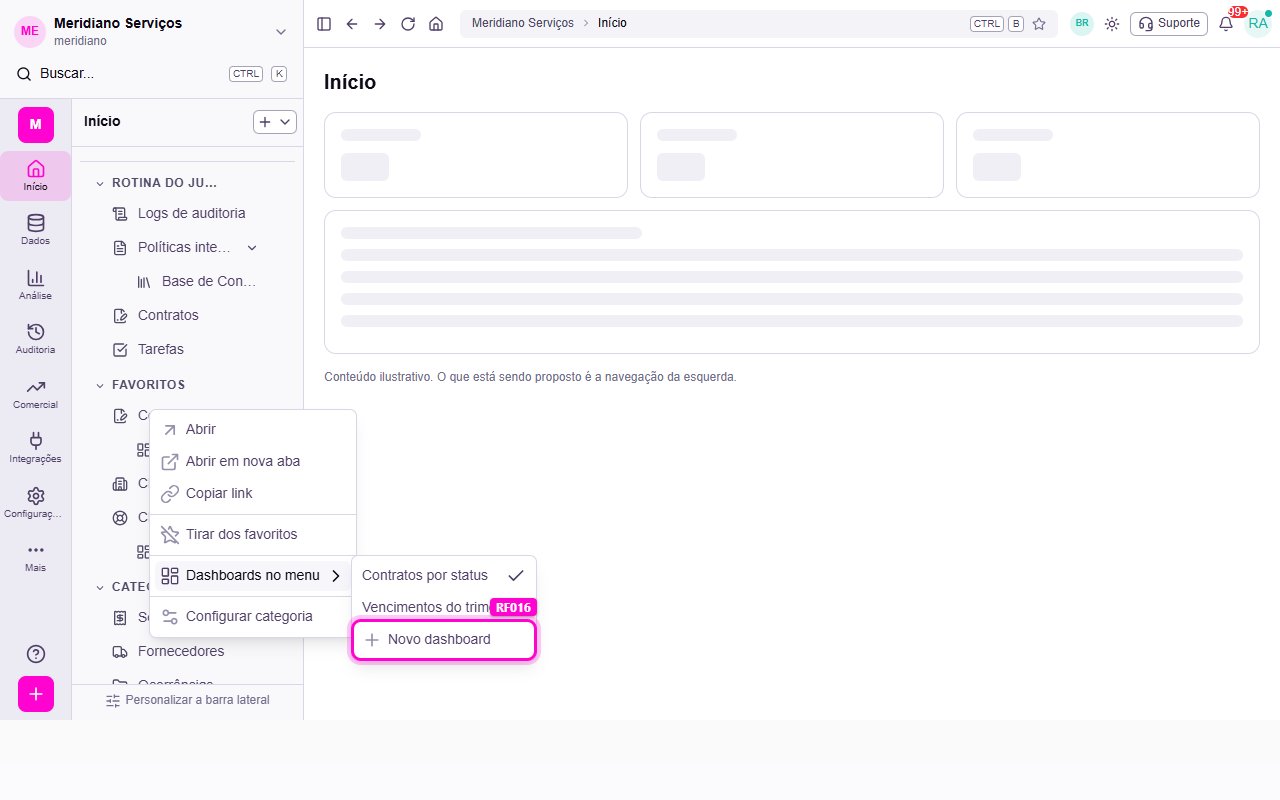 ME
Meridiano Serviços
meridiano
Buscar...
CTRL
K
Meridiano Serviços
Início
CTRL
B
BR
Suporte
99+
RA
M
Início
Dados
Análise
Auditoria
Comercial
Integrações
Configuraç...
Mais
Início
ROTINA DO JU...
Logs de auditoria
Políticas inte...
Base de Con...
Contratos
Tarefas
FAVORITOS
C
C
C
CATEG
Fornecedores
Ocorrências
Personalizar a barra lateral
Abrir
Abrir em nova aba
Copiar link
Tirar dos favoritos
Dashboards no menu
Configurar categoria
Contratos por status
Vencimentos do trim
RF016
Novo dashboard
Início
Conteúdo ilustrativo. O que está sendo proposto é a navegação da esquerda.